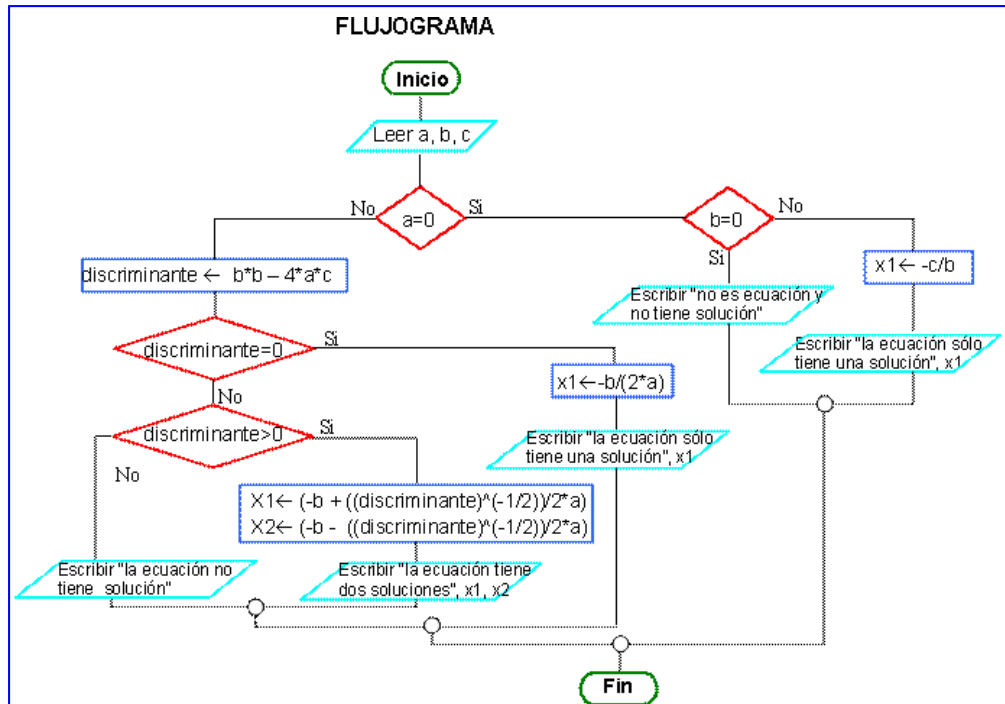 FLUJOGRAMA
Inicio
Leer a, b, c
No
a=0
Si
b=0
No
discriminante ← b*b – 4*a*c
Si
x1← -c/b
Escribir "no es ecuación y
no tiene solución"
discriminante=0
Si
Escribir "la ecuación sólo
tiene una solución", x1
x1←-b/(2*a)
No
discriminante>0
Si
Escribir "la ecuación sólo
tiene una solución", x1
No
X1← (-b + ((discriminante)^(-1/2))/2*a)
X2← (-b - ((discriminante)^(-1/2))/2*a)
Escribir "la ecuación no
tiene solución"
Escribir "la ecuación tiene
dos soluciones", x1, x2
Fin